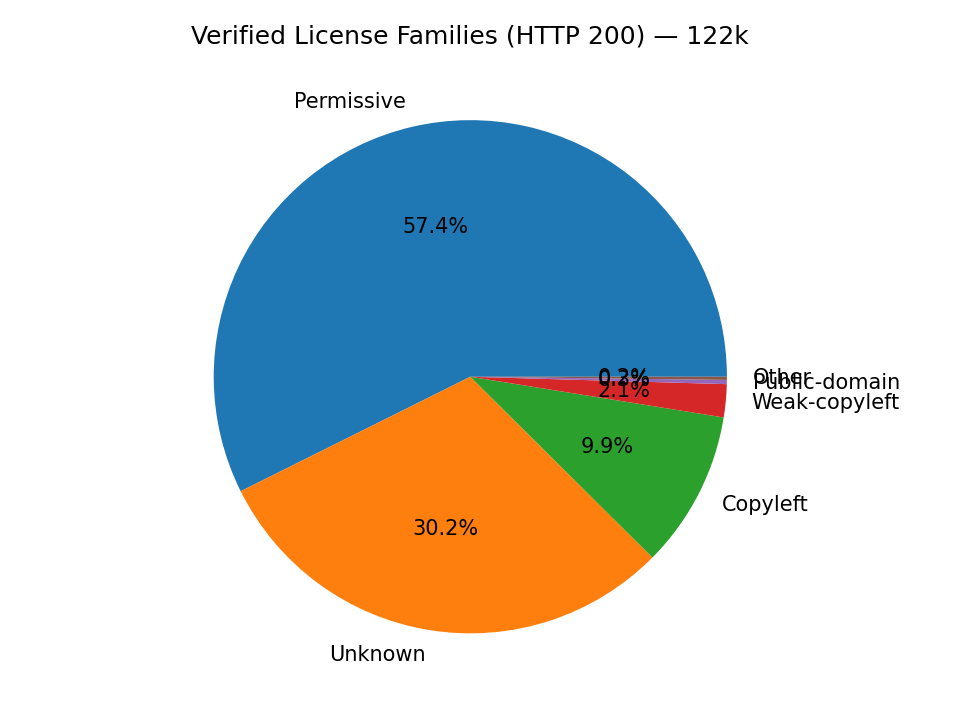 Verified License Families (HTTP 200) — 122k
Permissive
57.4%
Other
Public-domain
2.1%
Weak-copyleft
9.9%
Copyleft
30.2%
Unknown